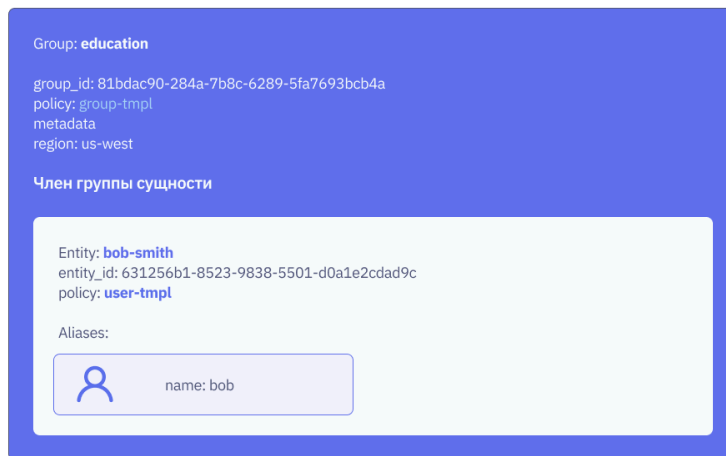 Group: education
group_id: 81bdac90-284a-7b8c-6289-5fa7693bcb4a
policy: group-tmpl
metadata
region: us-west
Член группы сущности
Entity: bob-smith
entity_id: 631256b1-8523-9838-5501-d0a1e2cdad9c
policy: user-tmpl
Aliases:
name: bob